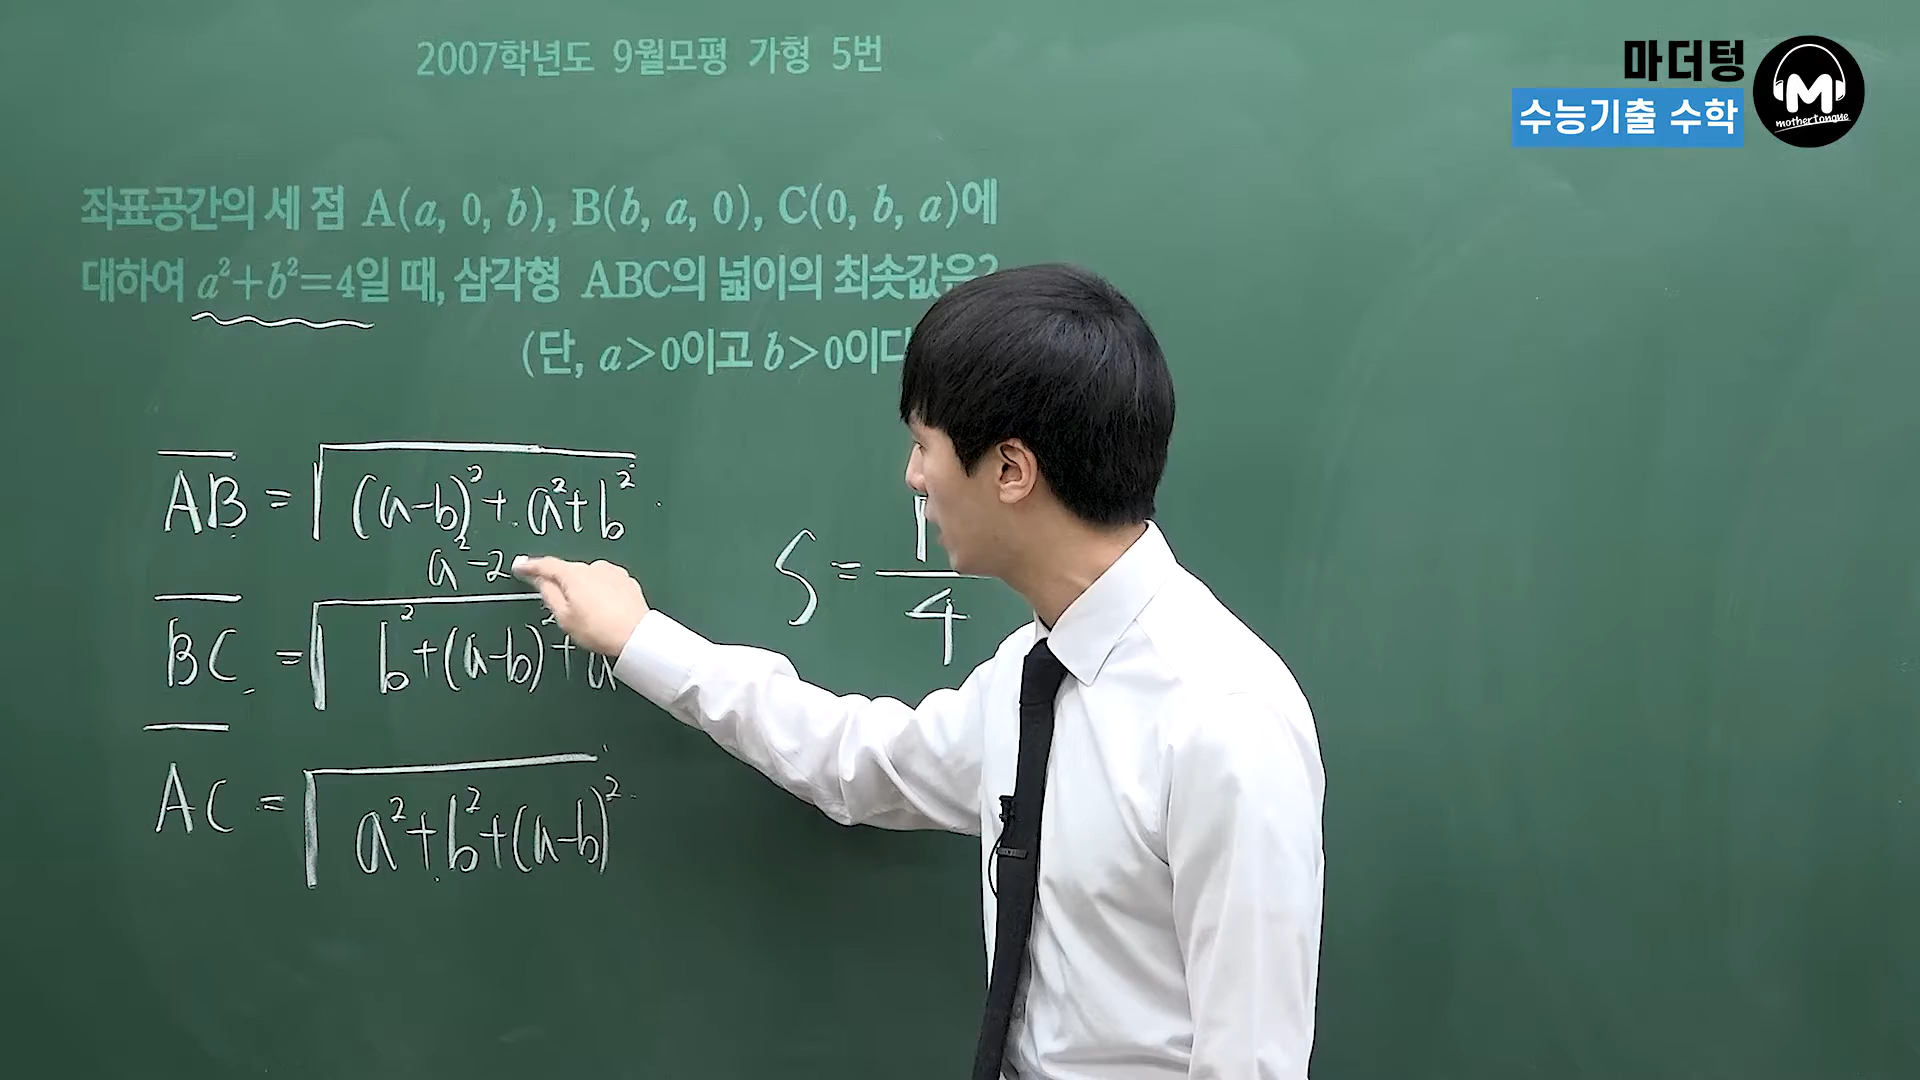 2007학년도 9월모평 가형 5번
마더텅
수능기출 수학
M
mothertongue
좌표공간의 세 점 A(a, 0, b), B(b, a, 0), C(0, b, a)에
대하여 a²+b²=4일 때, 삼각형 ABC의 넓이의 최솟값은?
(단, a>0이고 b>0이다
AB = √(a-b)²+a²+b²
a²-2
BC = √b²+(a-b)²+a
AC = √a²+b²+(a-b)²
S = 4